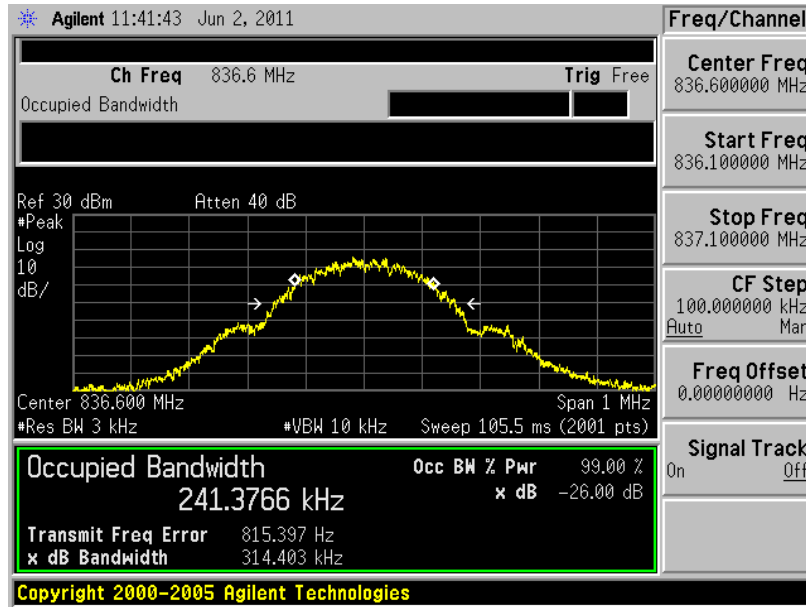 Agilent 11:41:43 Jun 2, 2011
Ch Freq 836.6 MHz Trig Free
Occupied Bandwidth
Ref 30 dBm Atten 40 dB
#Peak
Log
10
dB/
Center 836.600 MHz Span 1 MHz
#Res BW 3 kHz #VBW 10 kHz Sweep 105.5 ms (2001 pts)
Occupied Bandwidth Occ BW % Pwr 99.00 %
241.3766 kHz x dB -26.00 dB
Transmit Freq Error 815.397 Hz
x dB Bandwidth 314.403 kHz
Copyright 2000-2005 Agilent Technologies
Freq/Channel
Center Freq
836.600000 MHz
Start Freq
836.100000 MHz
Stop Freq
837.100000 MHz
CF Step
100.000000 kHz
Auto Man
Freq Offset
0.00000000 Hz
Signal Track
On Off